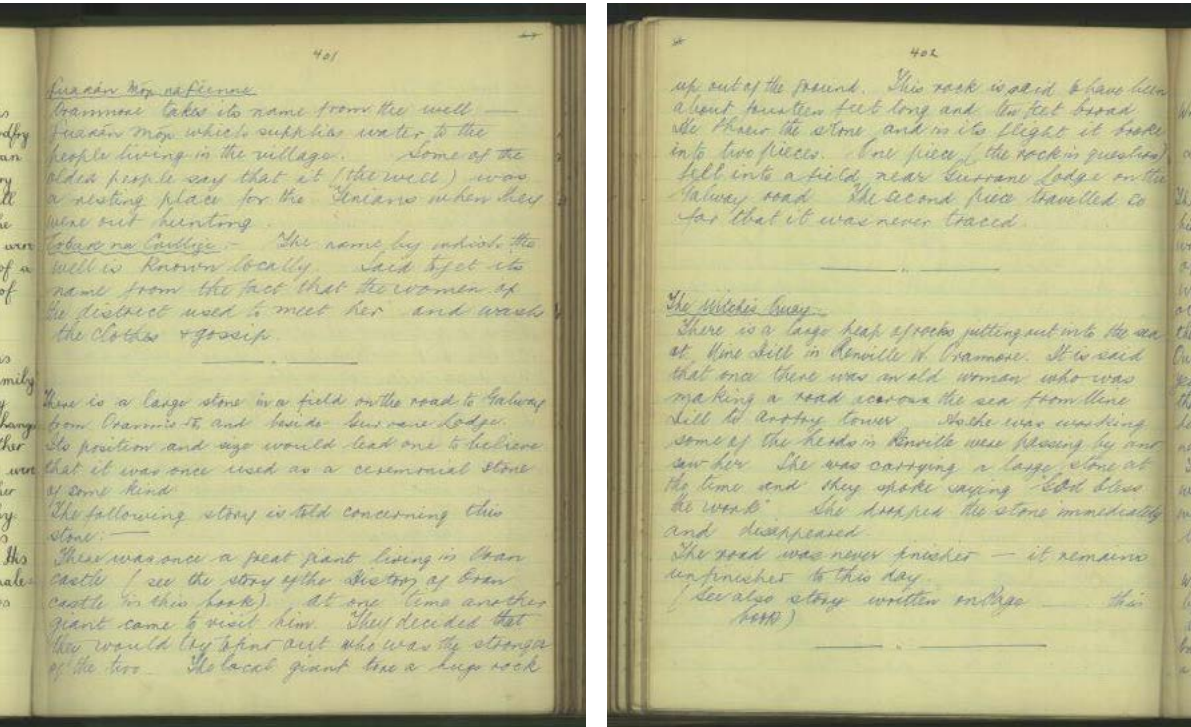 401
Fuarán Mór na Féinne
Oranmore takes its name from the well —
Fuarán Mór which supplies water to the
people living in the village. Some of the
older people say that it (the well) was
a resting place for the Fenians when they
were out hunting.
Tobar na Caillighe :- The name by which the
well is known locally. Said to get its
name from the fact that the women of
the district used to meet her and wash
the clothes & gossip.
There is a large stone in a field on the road to Galway
from Oranmore, and beside Gurrane Lodge.
Its position and size would lead one to believe
that it was once used as a ceremonial stone
of some kind
The following story is told concerning this
stone: —
There was once a great giant living in Oran
castle (see the story of the History of Oran
castle in this book). At one time another
giant came to visit him. They decided that
they would try to find out who was the stronger
of the two. The local giant tore a huge rock
402
up out of the ground. This rock is said to have been
about fourteen feet long and ten feet broad
He threw the stone and in its flight it broke
into two pieces. One piece (the rock in question)
fell into a field near Gurrane Lodge on the
Galway road The second piece travelled so
far that it was never traced.
The Witches Quay
There is a large heap of rocks jutting out into the sea
at Mine Hill in Renville W. Oranmore. It is said
that once there was an old woman who was
making a road across the sea from Mine
Hill to Ardfry tower As she was working
some of the herds in Renville were passing by and
saw her She was carrying a large stone at
the time and they spoke saying "God bless
the work" She dropped the stone immediately
and disappeared.
The road was never finished — it remains
unfinished to this day.
(See also story written on Page this
book)